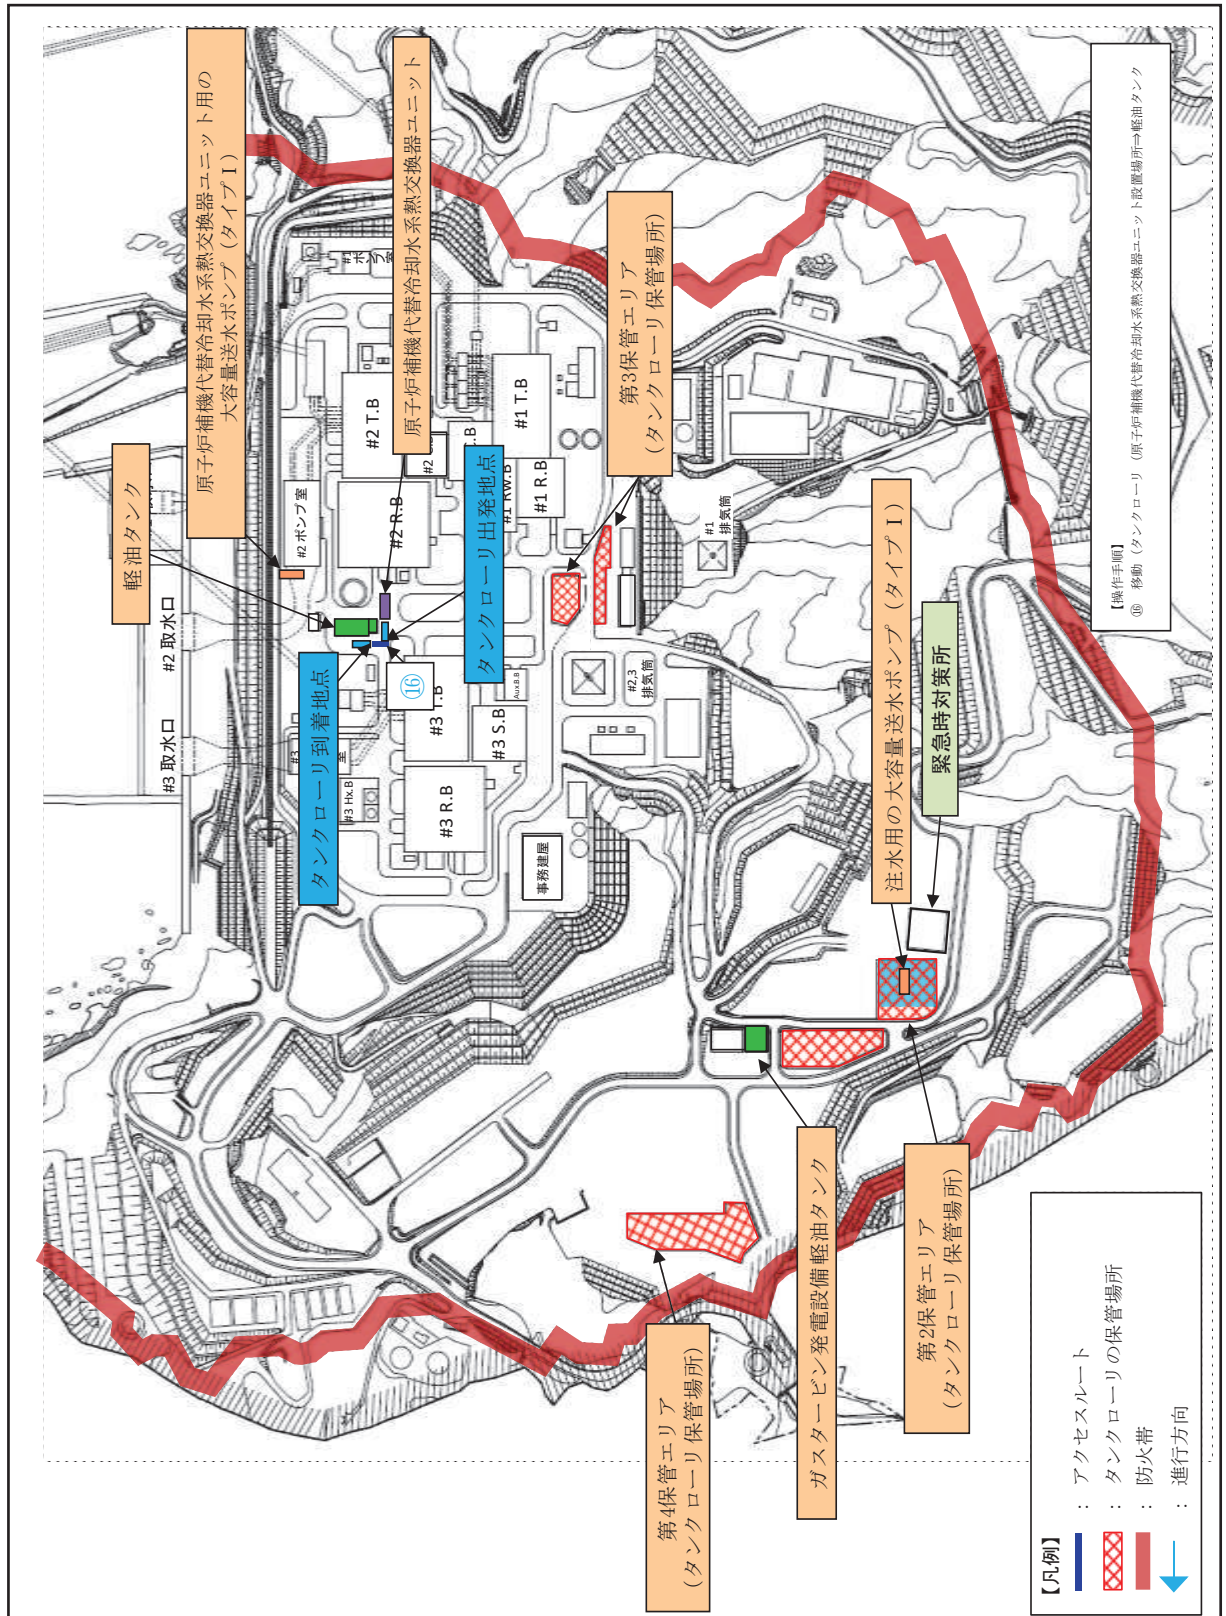 原子炉補機代替冷却水系熱交換器ユニット用の
大容量送水ポンプ（タイプⅠ）
原子炉補機代替冷却水系熱交換器ユニット
軽油タンク
タンクローリ到着地点
タンクローリ出発地点
⑯
第3保管エリア
（タンクローリ保管場所）
注水用の大容量送水ポンプ（タイプⅠ）
緊急時対策所
第4保管エリア
（タンクローリ保管場所）
ガスタービン発電設備軽油タンク
第2保管エリア
（タンクローリ保管場所）
#2 取水口
#3 取水口
#2 ポンプ室
#1
ポンプ室
#2 T.B
#2 R.B
#1 T.B
#1 R.B
#1 RW.B
#3 T.B
#3 S.B
#3 R.B
#3 Hx.B
Aux.B.B
事務建屋
#1
排気筒
#2,3
排気筒
【操作手順】
⑯ 移動（タンクローリ（原子炉補機代替冷却水系熱交換器ユニット設置場所⇒軽油タンク
【凡例】
： アクセスルート
： タンクローリの保管場所
： 防火帯
： 進行方向